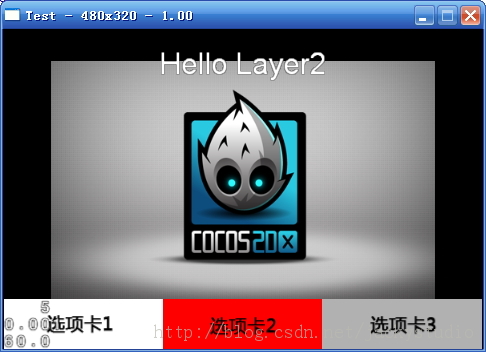 Test - 480x320 - 1.00
Hello Layer2
COCOS2DX
5
0.00
60.0
选项卡1
选项卡2
选项卡3
http://blog.csdn.net/